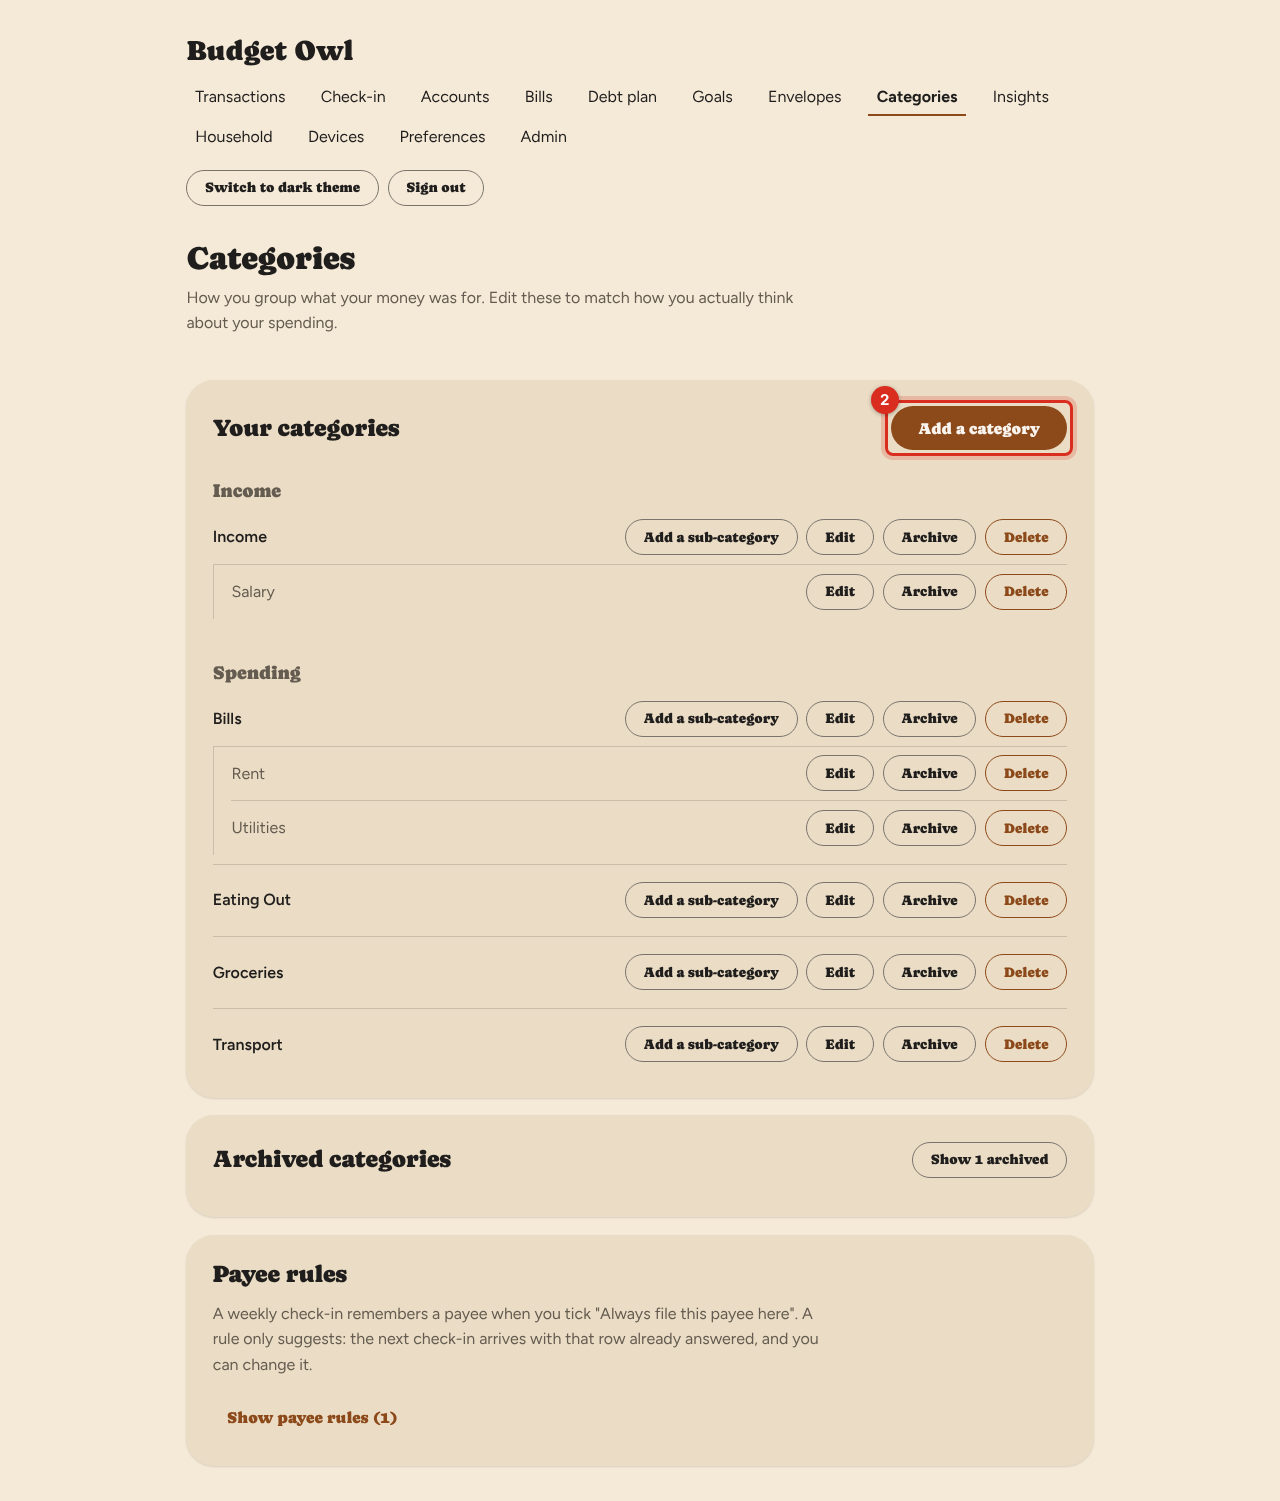 Budget Owl
Transactions Check-in Accounts Bills Debt plan Goals Envelopes Categories Insights
Household Devices Preferences Admin
Switch to dark theme Sign out
Categories
How you group what your money was for. Edit these to match how you actually think
about your spending.
2
Your categories Add a category
Income
Income Add a sub-category Edit Archive Delete
Salary Edit Archive Delete
Spending
Bills Add a sub-category Edit Archive Delete
Rent Edit Archive Delete
Utilities Edit Archive Delete
Eating Out Add a sub-category Edit Archive Delete
Groceries Add a sub-category Edit Archive Delete
Transport Add a sub-category Edit Archive Delete
Archived categories Show 1 archived
Payee rules
A weekly check-in remembers a payee when you tick "Always file this payee here". A
rule only suggests: the next check-in arrives with that row already answered, and you
can change it.
Show payee rules (1)